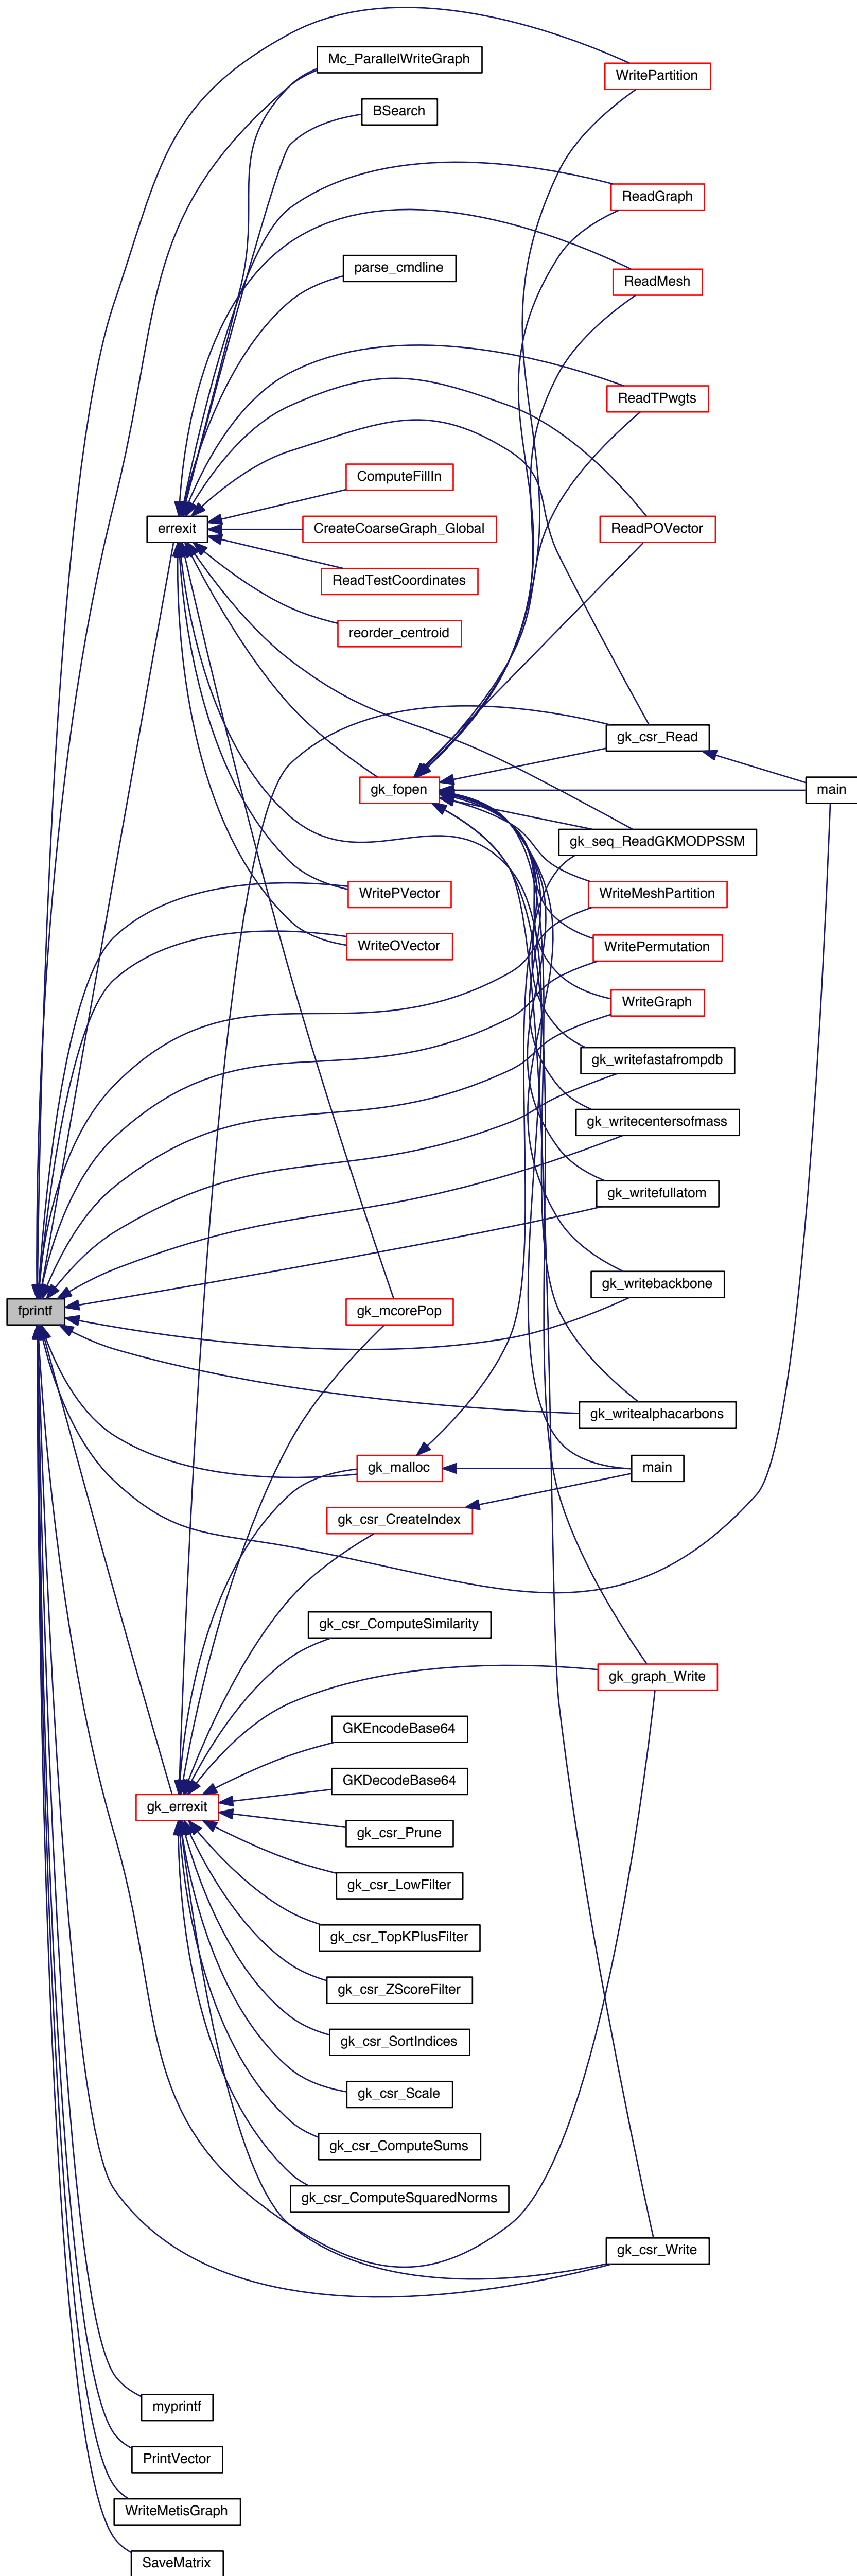 Mc_ParallelWriteGraph
WritePartition
BSearch
ReadGraph
parse_cmdline
ReadMesh
ReadTPwgts
ComputeFillIn
errexit
CreateCoarseGraph_Global
ReadPOVector
ReadTestCoordinates
reorder_centroid
gk_csr_Read
gk_fopen
main
gk_seq_ReadGKMODPSSM
WritePVector
WriteMeshPartition
WriteOVector
WritePermutation
WriteGraph
gk_writefastafrompdb
gk_writecentersofmass
gk_writefullatom
gk_writebackbone
fprintf
gk_mcorePop
gk_writealphacarbons
gk_malloc
main
gk_csr_CreateIndex
gk_csr_ComputeSimilarity
gk_graph_Write
GKEncodeBase64
GKDecodeBase64
gk_errexit
gk_csr_Prune
gk_csr_LowFilter
gk_csr_TopKPlusFilter
gk_csr_ZScoreFilter
gk_csr_SortIndices
gk_csr_Scale
gk_csr_ComputeSums
gk_csr_ComputeSquaredNorms
gk_csr_Write
myprintf
PrintVector
WriteMetisGraph
SaveMatrix